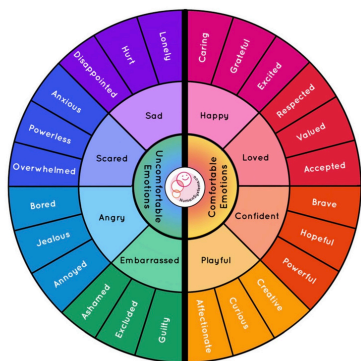 Uncomfortable
Emotions
Comfortable
Emotions
Sad
Scared
Angry
Embarrassed
Happy
Loved
Confident
Playful
Lonely
Hurt
Disappointed
Anxious
Powerless
Overwhelmed
Bored
Jealous
Annoyed
Ashamed
Excluded
Guilty
Caring
Grateful
Excited
Respected
Valued
Accepted
Brave
Hopeful
Powerful
Creative
Curious
Affectionate